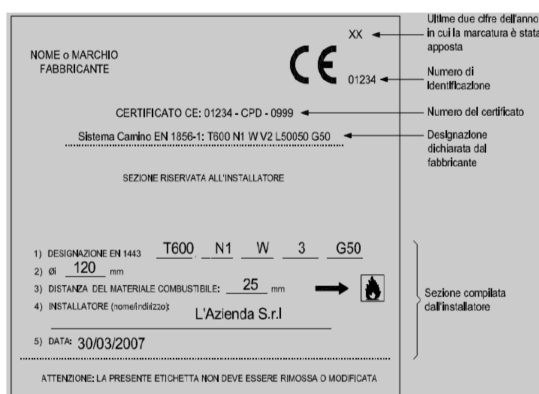 XX
Ultime due cifre dell'anno
in cui la marcatura è stata
apposta
NOME o MARCHIO
FABBRICANTE
CE
01234
Numero di
Identificazione
CERTIFICATO CE: 01234 - CPD - 0999
Numero del certificato
Sistema Camino EN 1856-1: T600 N1 W V2 L50050 G50
Designazione
dichiarata dal
fabbricante
SEZIONE RISERVATA ALL'INSTALLATORE
1) DESIGNAZIONE EN 1443 T600 N1 W 3 G50
2) Øi 120 mm
3) DISTANZA DEL MATERIALE COMBUSTIBILE: 25 mm
4) INSTALLATORE (nome/indirizzo):
L'Azienda S.r.l
Sezione compilata
dall'installatore
5) DATA: 30/03/2007
ATTENZIONE: LA PRESENTE ETICHETTA NON DEVE ESSERE RIMOSSA O MODIFICATA